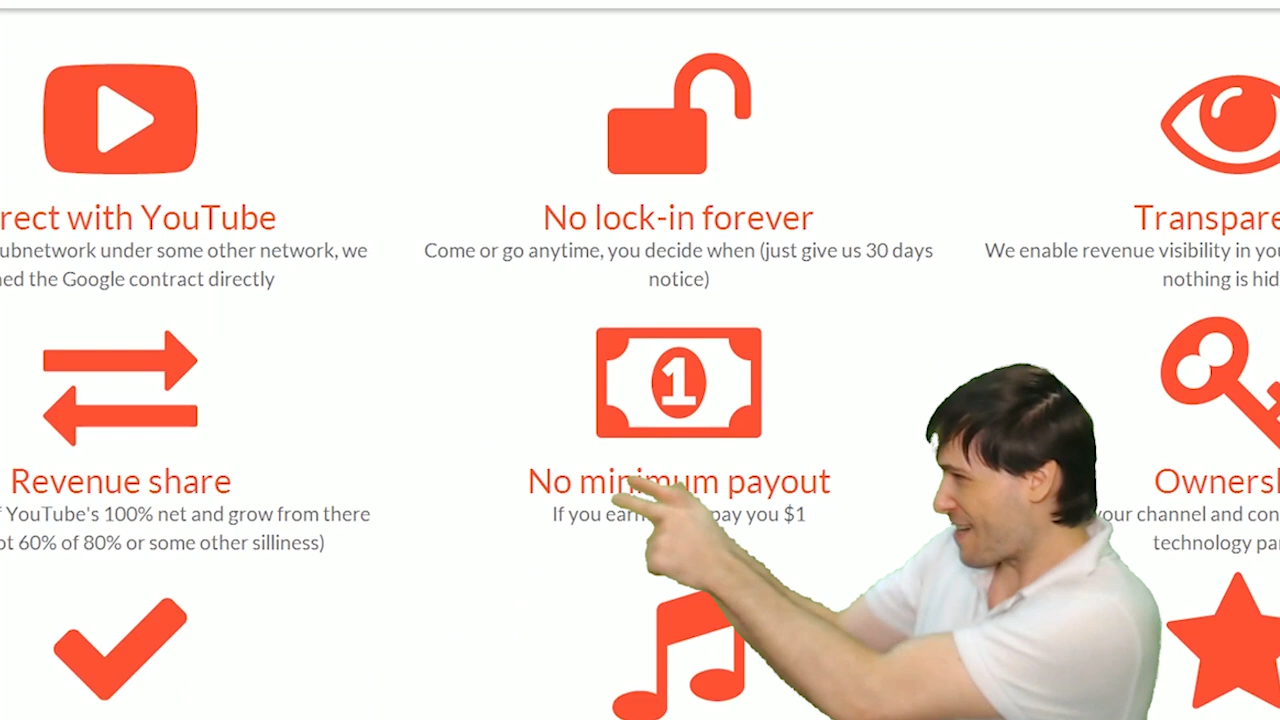 rect with YouTube
ubnetwork under some other network, we
ned the Google contract directly
No lock-in forever
Come or go anytime, you decide when (just give us 30 days
notice)
Transpare
We enable revenue visibility in you
nothing is hid
Revenue share
f YouTube's 100% net and grow from there
ot 60% of 80% or some other silliness)
1
No minimum payout
If you earn pay you $1
Ownersh
your channel and con
technology pa